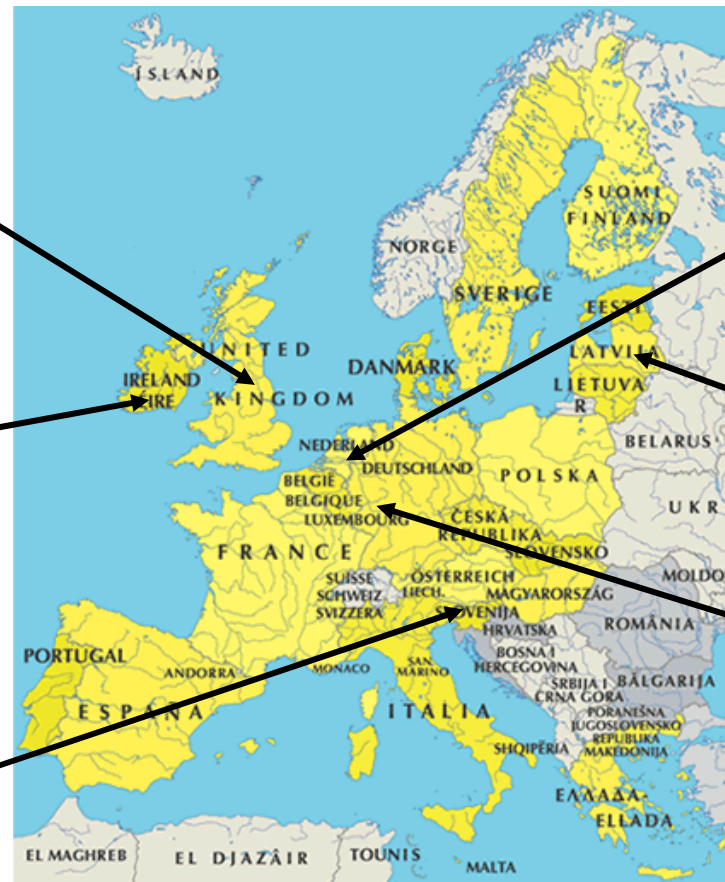 ÍSLAND
SUOMI
FINLAND
NORGE
SVERIGE
EESTI
UNITED
KINGDOM
LATVIJA
DANMARK
IRELAND
ÉIRE
LIETUVA
R
NEDERLAND
BELARUS'
DEUTSCHLAND
POLSKA
BELGIË
BELGIQUE
LUXEMBOURG
UKR
ČESKÁ
REPUBLIKA
FRANCE
SLOVENSKO
SUISSE
SCHWEIZ
SVIZZERA
ÖSTERREICH
LIECH.
MAGYARORSZÁG
MOLDO
SLOVENIJA
HRVATSKA
ROMÂNIA
PORTUGAL
ANDORRA
MONACO
SAN
MARINO
BOSNA I
HERCEGOVINA
SRBIJA I
CRNA GORA
BĂLGARIJA
ESPAÑA
ITALIA
PORANEŠNA
JUGOSLOVENSKO
REPUBLIKA
MAKEDONIJA
SHQIPËRIA
ΕΛΛΑΔΑ-
ELLADA
EL MAGHREB
EL DJAZÂIR
TOUNIS
MALTA